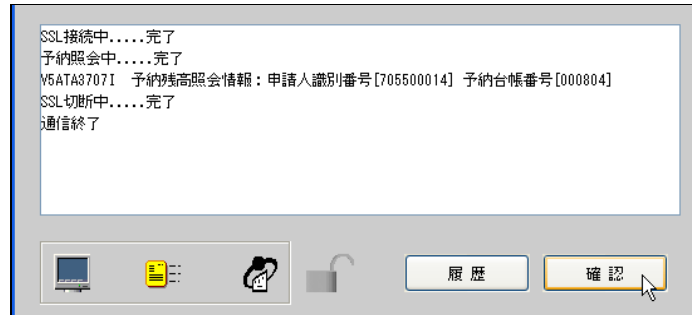 SSL接続中.....完了
予納照会中.....完了
V5ATA3707I 予納残高照会情報：申請人識別番号[705500014] 予納台帳番号[000804]
SSL切断中.....完了
通信終了
履歴
確認